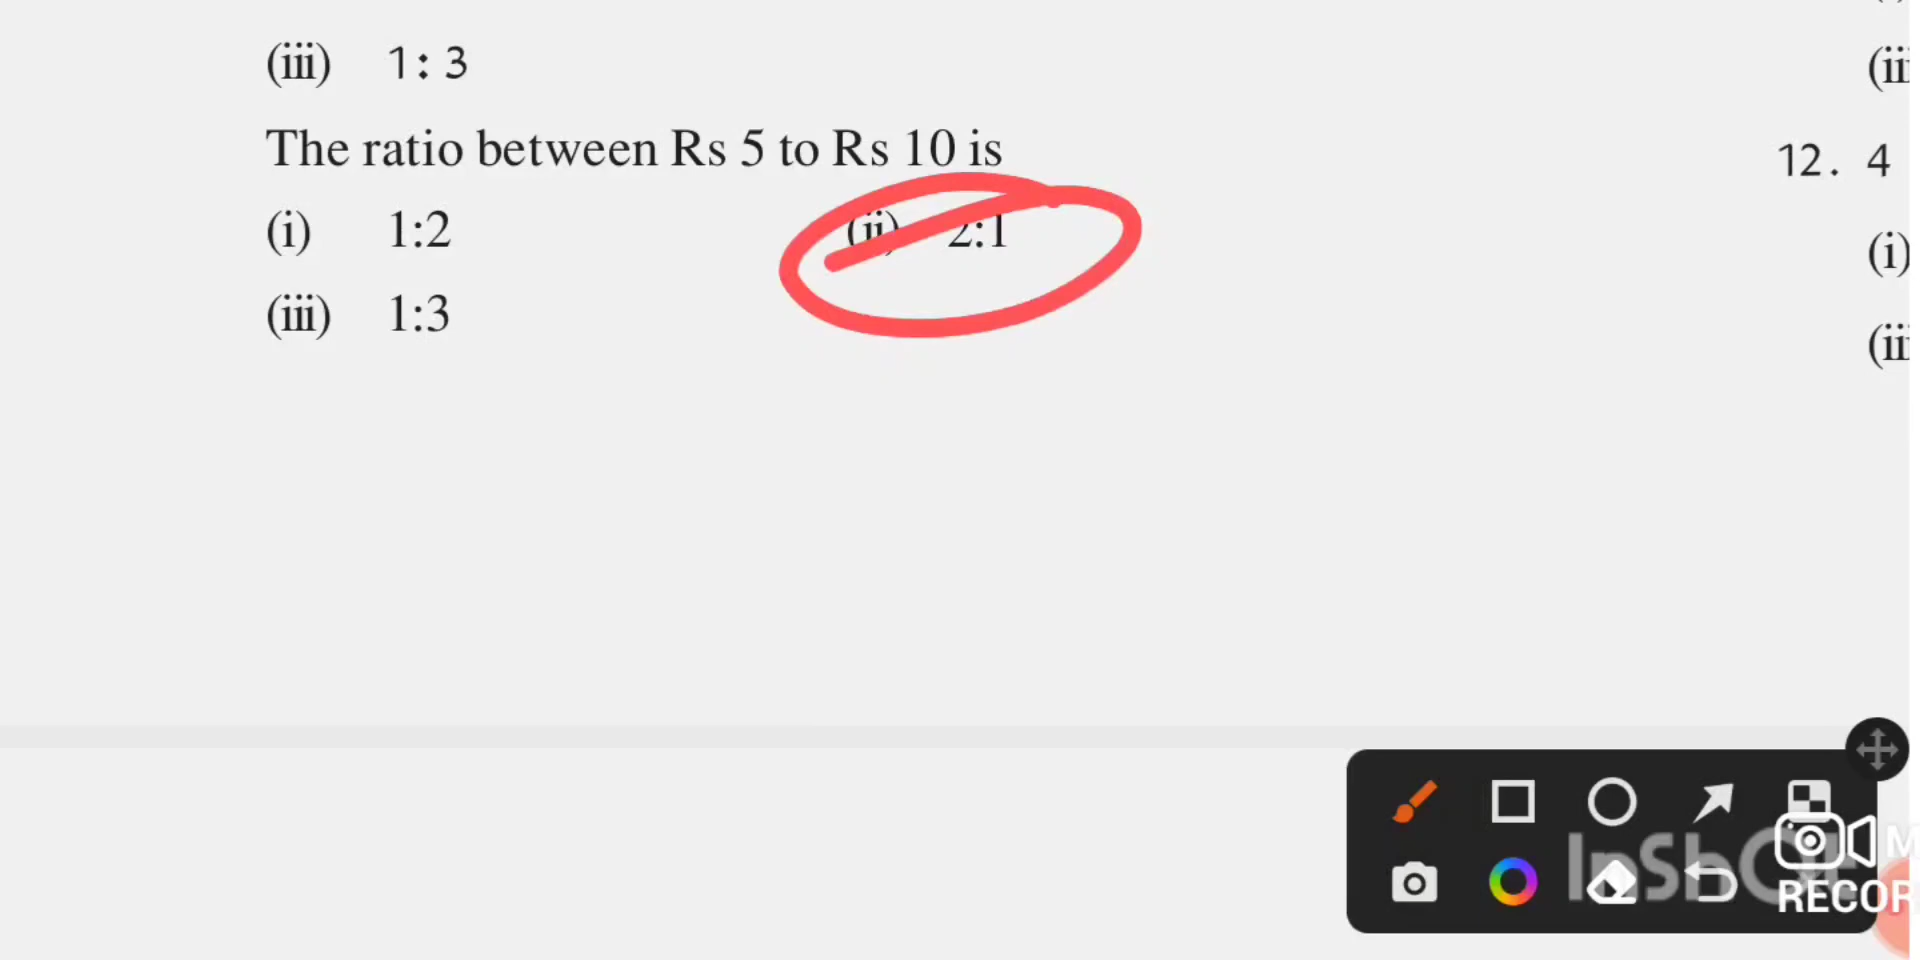 (iii) 1: 3
The ratio between Rs 5 to Rs 10 is
(i) 1:2 (ii) 2:1
(iii) 1:3
12. 4
(i)
InShO
RECOR